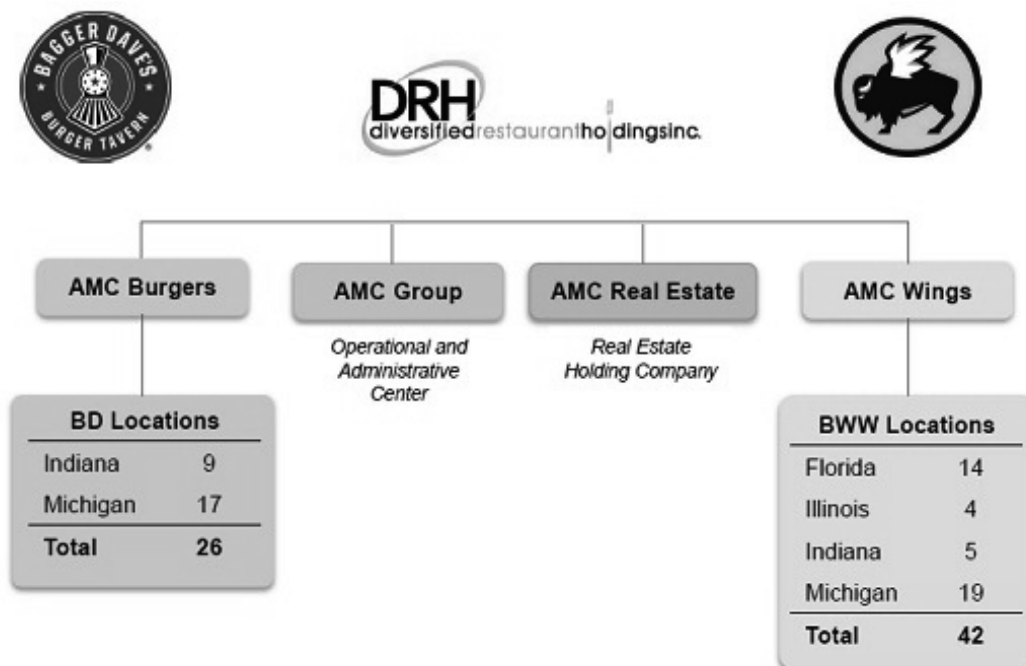 BAGGER DAVE'S
BURGER TAVERN
DRH
diversifiedrestaurantholdingsinc.
AMC Burgers
AMC Group
AMC Real Estate
AMC Wings
Operational and
Administrative
Center
Real Estate
Holding Company
BD Locations
Indiana 9
Michigan 17
Total 26
BWW Locations
Florida 14
Illinois 4
Indiana 5
Michigan 19
Total 42